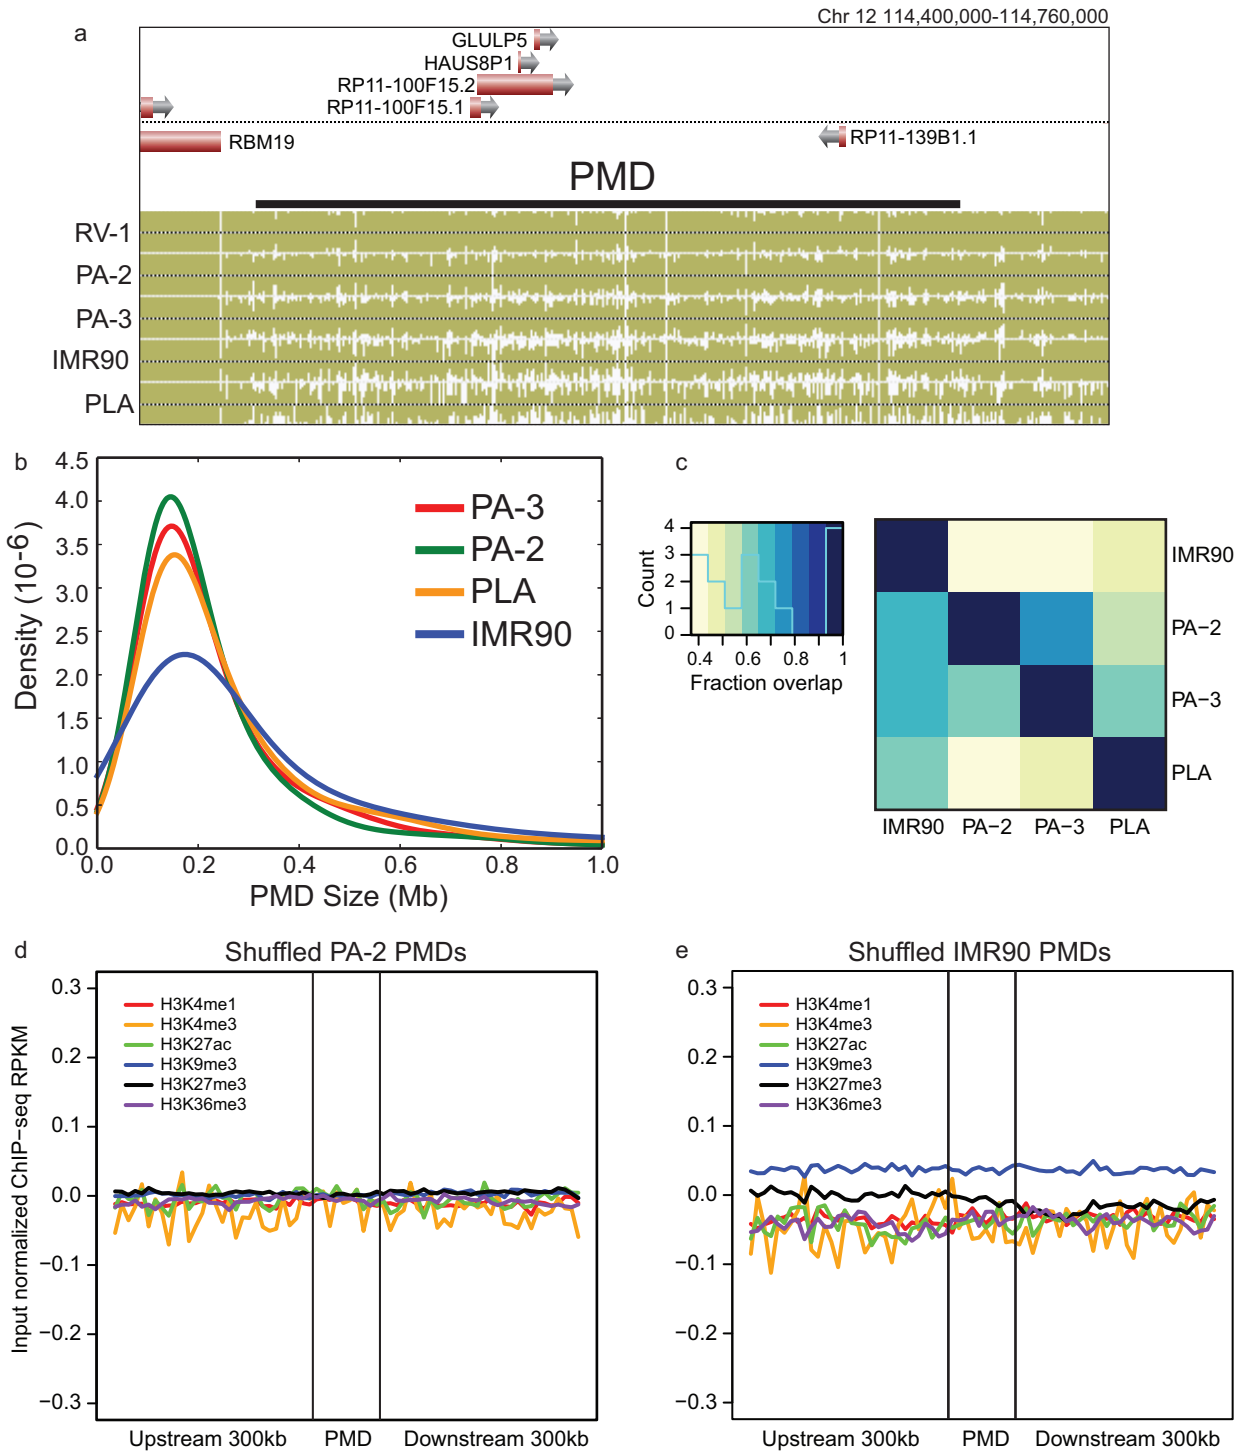 a
Chr 12 114,400,000-114,760,000
GLULP5
HAUS8P1
RP11-100F15.2
RP11-100F15.1
RBM19
RP11-139B1.1
PMD
RV-1
PA-2
PA-3
IMR90
PLA
b
4.5
4.0
3.5
3.0
2.5
2.0
1.5
1.0
0.5
0.0
Density (10-6)
PA-3
PA-2
PLA
IMR90
0.0 0.2 0.4 0.6 0.8 1.0
PMD Size (Mb)
c
4
3
2
1
0
Count
0.4 0.6 0.8 1
Fraction overlap
IMR90
PA−2
PA−3
PLA
IMR90 PA−2 PA−3 PLA
d
Shuffled PA-2 PMDs
0.3
0.2
0.1
0.0
−0.1
−0.2
−0.3
Input normalized ChIP−seq RPKM
H3K4me1
H3K4me3
H3K27ac
H3K9me3
H3K27me3
H3K36me3
Upstream 300kb PMD Downstream 300kb
e
Shuffled IMR90 PMDs
0.3
0.2
0.1
0.0
−0.1
−0.2
−0.3
H3K4me1
H3K4me3
H3K27ac
H3K9me3
H3K27me3
H3K36me3
Upstream 300kb PMD Downstream 300kb